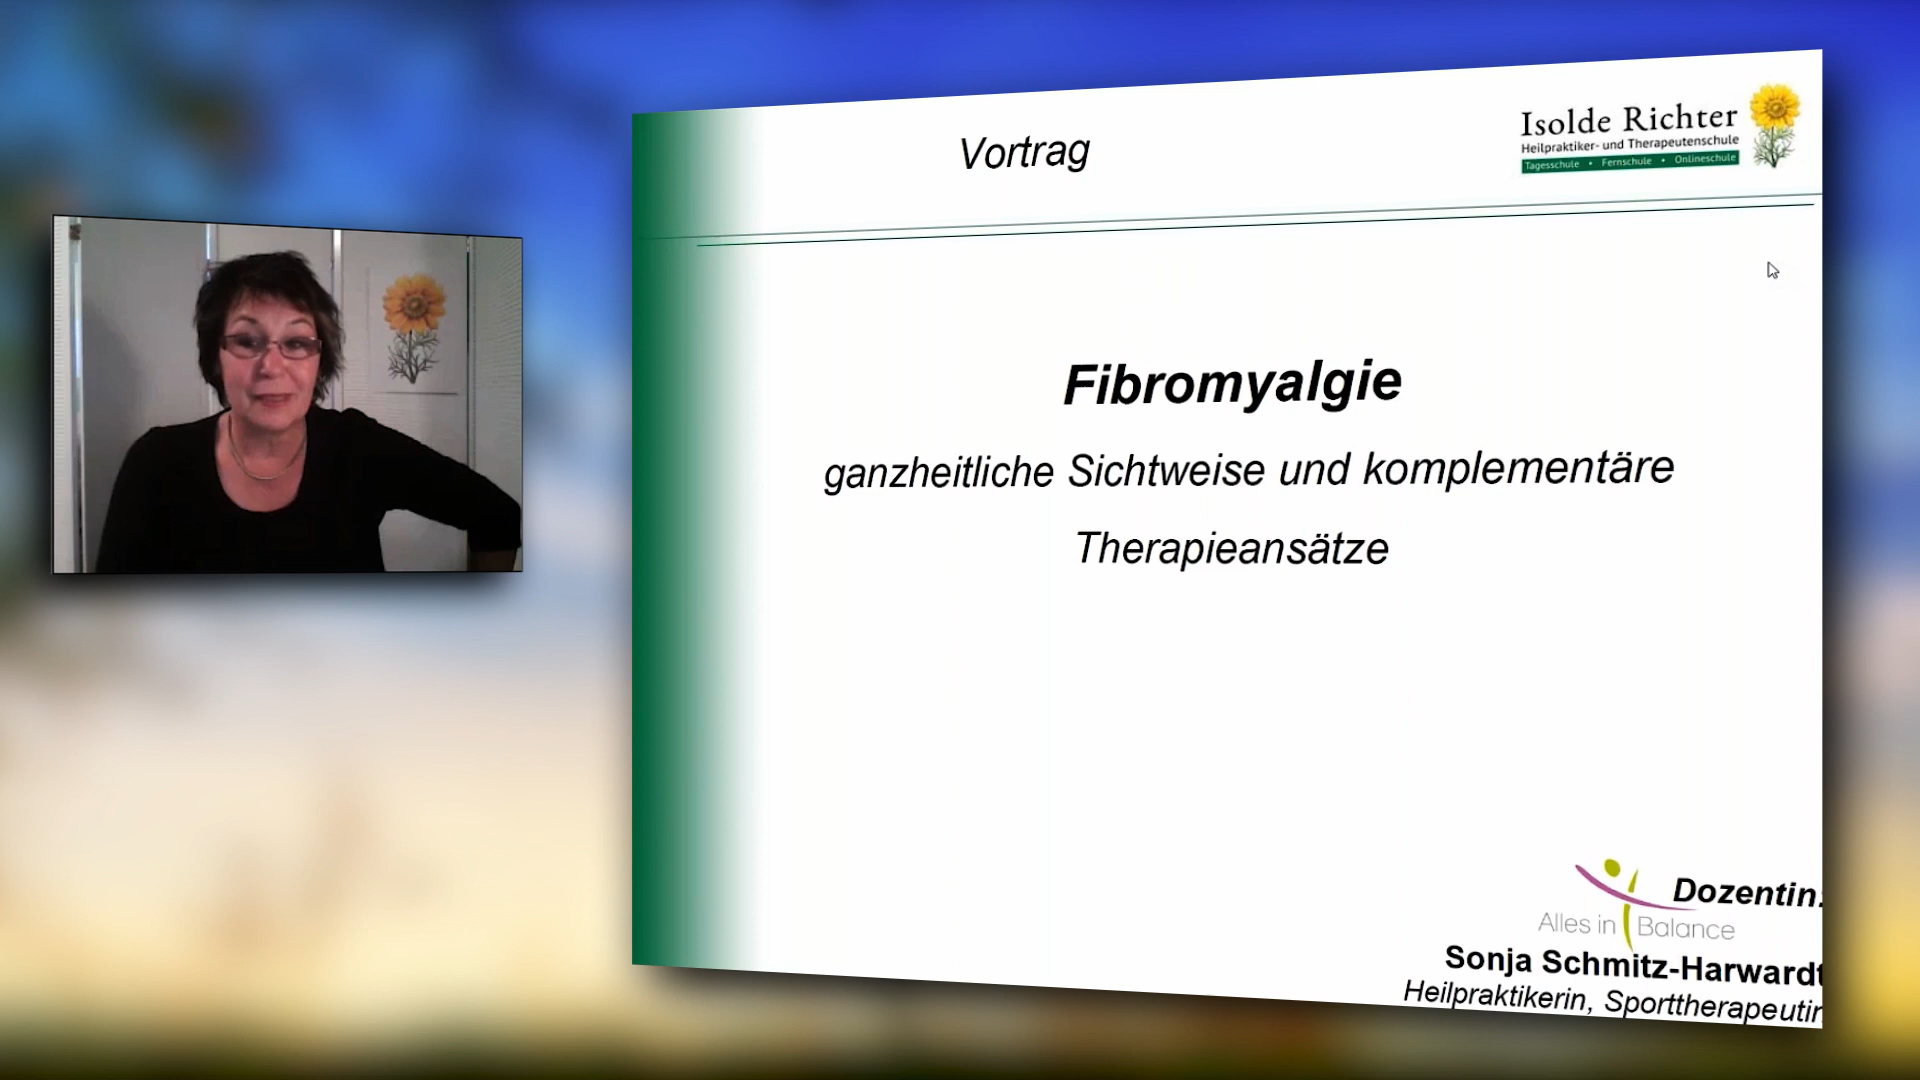 Vortrag
Isolde Richter
Heilpraktiker- und Therapeutenschule
Tagesschule • Fernschule • Onlineschule
Fibromyalgie
ganzheitliche Sichtweise und komplementäre
Therapieansätze
Dozentin:
Alles in Balance
Sonja Schmitz-Harwardt
Heilpraktikerin, Sporttherapeutin